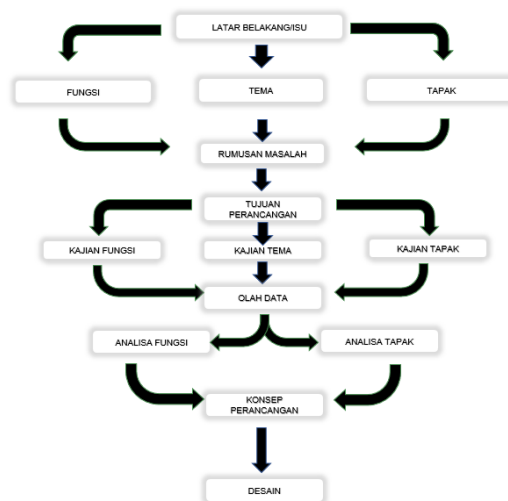 LATAR BELAKANG/ISU
FUNGSI
TEMA
TAPAK
RUMUSAN MASALAH
TUJUAN
PERANCANGAN
KAJIAN FUNGSI
KAJIAN TEMA
KAJIAN TAPAK
OLAH DATA
ANALISA FUNGSI
ANALISA TAPAK
KONSEP
PERANCANGAN
DESAIN